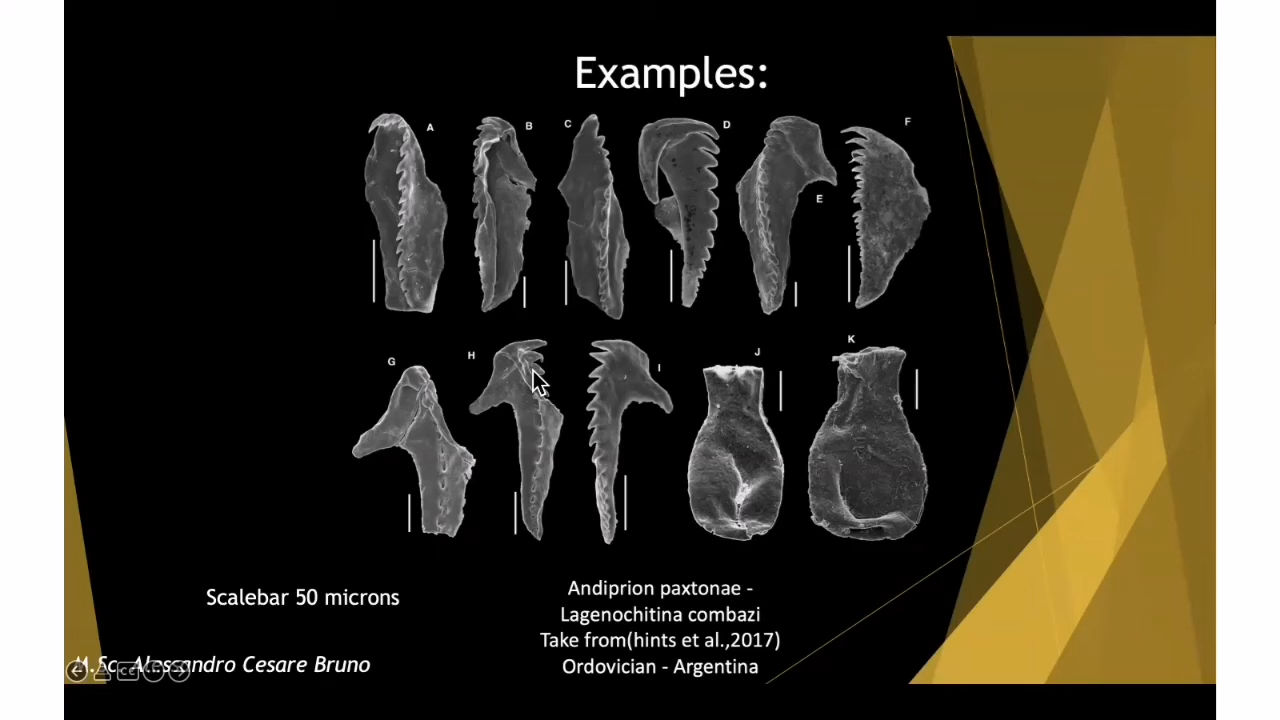 Examples:
A B C D E F
G H I J K
Scalebar 50 microns
Andiprion paxtonae -
Lagenochitina combazi
Take from(hints et al.,2017)
Ordovician - Argentina
M.Sc. Alessandro Cesare Bruno